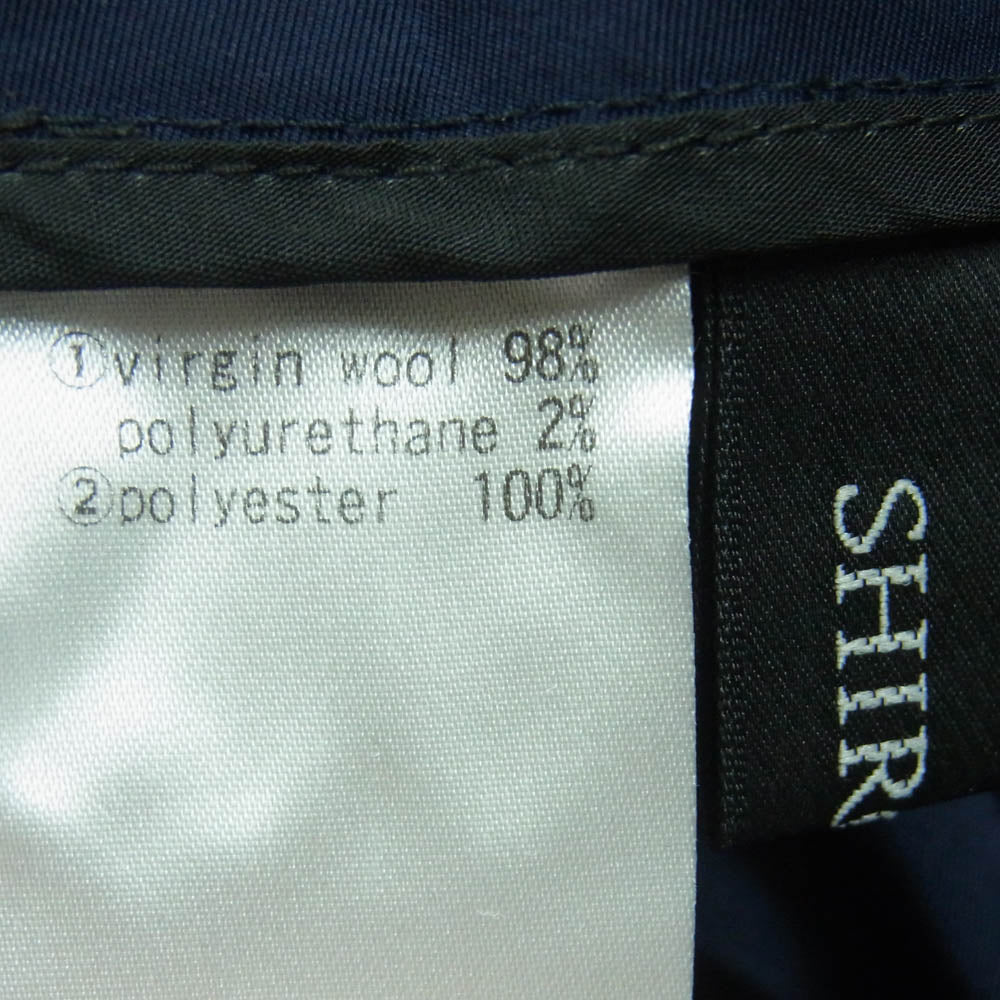 ①virgin wool 98%
polyurethane 2%
②polyester 100%
SHIR